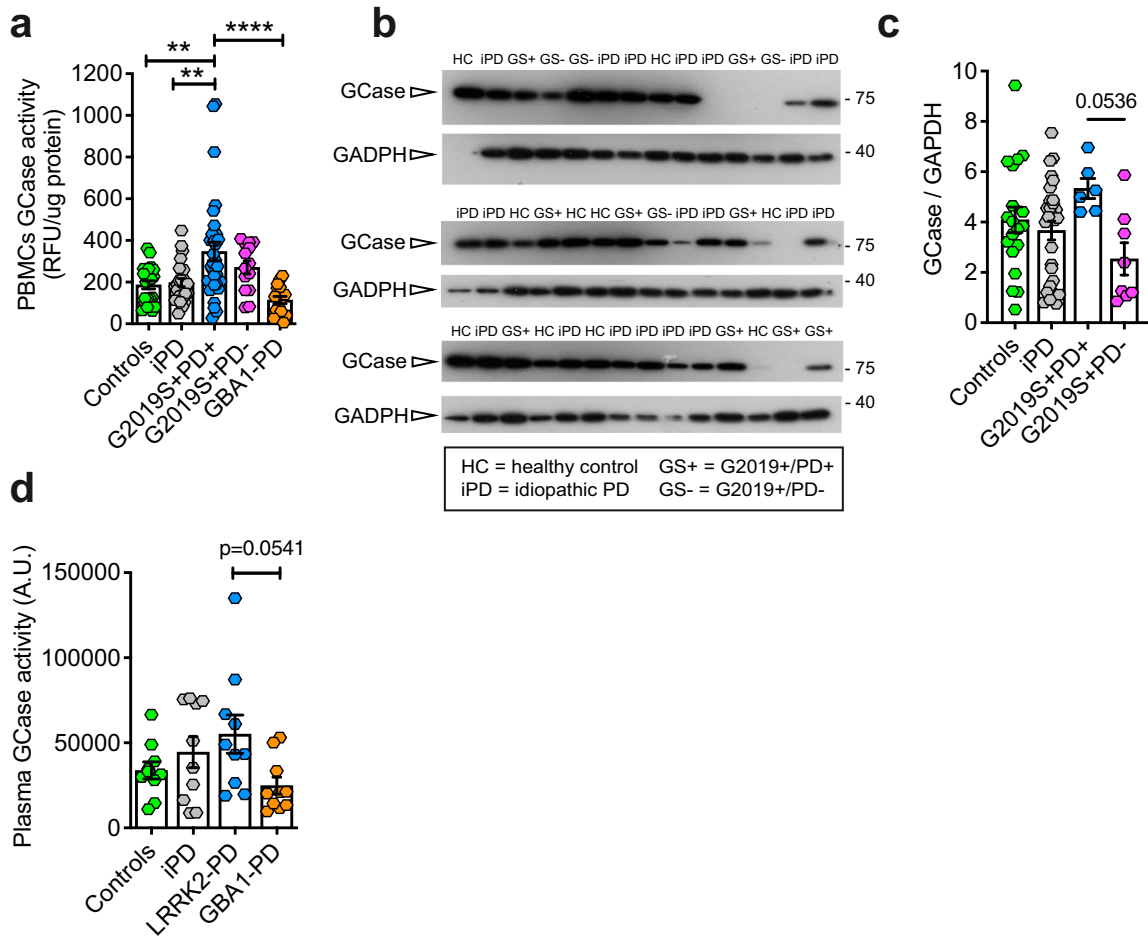 a
****
**
**
PBMCs GCase activity
(RFU/ug protein)
1200
1000
800
600
400
200
0
Controls
iPD
G2019S+PD+
G2019S+PD-
GBA1-PD
b
HC iPD GS+ GS- GS- iPD iPD HC iPD iPD GS+ GS- iPD iPD
GCase
- 75
GADPH
- 40
iPD iPD HC GS+ HC HC GS+ GS- iPD iPD GS+ HC iPD iPD
GCase
- 75
- 40
GADPH
HC iPD GS+ HC iPD HC iPD iPD iPD iPD GS+ HC GS+ GS+
GCase
- 75
- 40
GADPH
HC = healthy control GS+ = G2019+/PD+
iPD = idiopathic PD GS- = G2019+/PD-
c
GCase / GAPDH
10
8
6
4
2
0
0.0536
Controls
iPD
G2019S+PD+
G2019S+PD-
d
Plasma GCase activity (A.U.)
p=0.0541
150000
100000
50000
0
Controls
iPD
LRRK2-PD
GBA1-PD